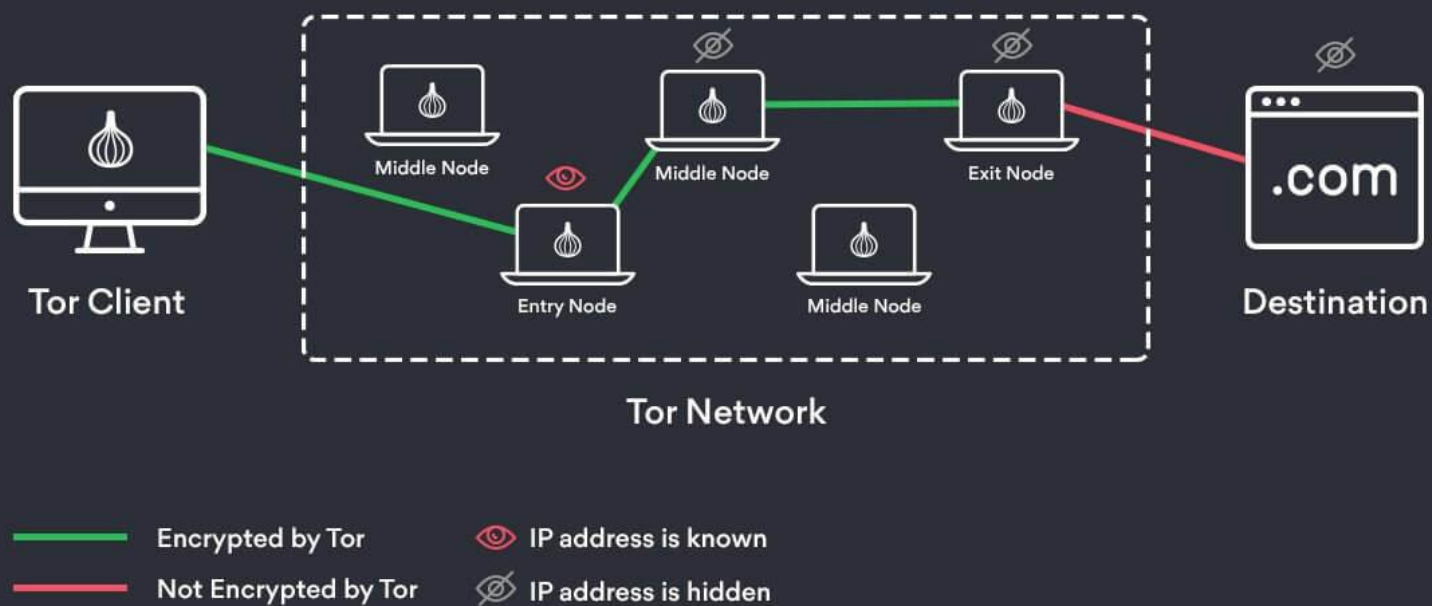 Middle Node
Middle Node
Exit Node
.com
Entry Node
Middle Node
Tor Client
Destination
Tor Network
Encrypted by Tor
IP address is known
Not Encrypted by Tor
IP address is hidden